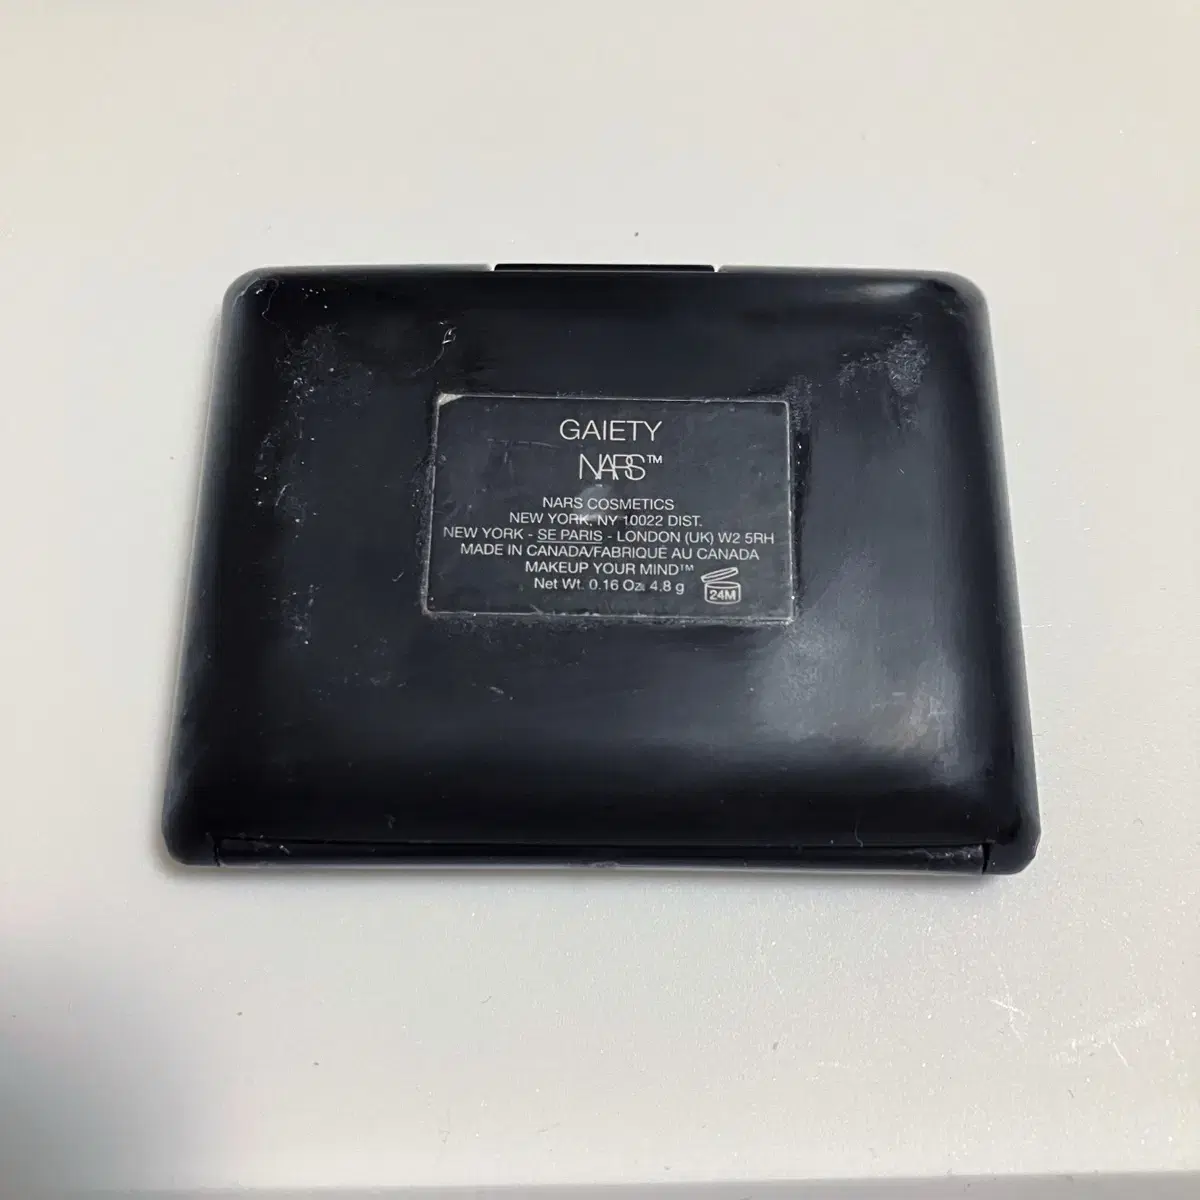 GAIETY
NARS™
NARS COSMETICS
NEW YORK, NY 10022 DIST.
NEW YORK - SE PARIS - LONDON (UK) W2 5RH
MADE IN CANADA/FABRIQUÉ AU CANADA
MAKEUP YOUR MIND™
Net Wt. 0.16 Oz. 4.8 g
24M